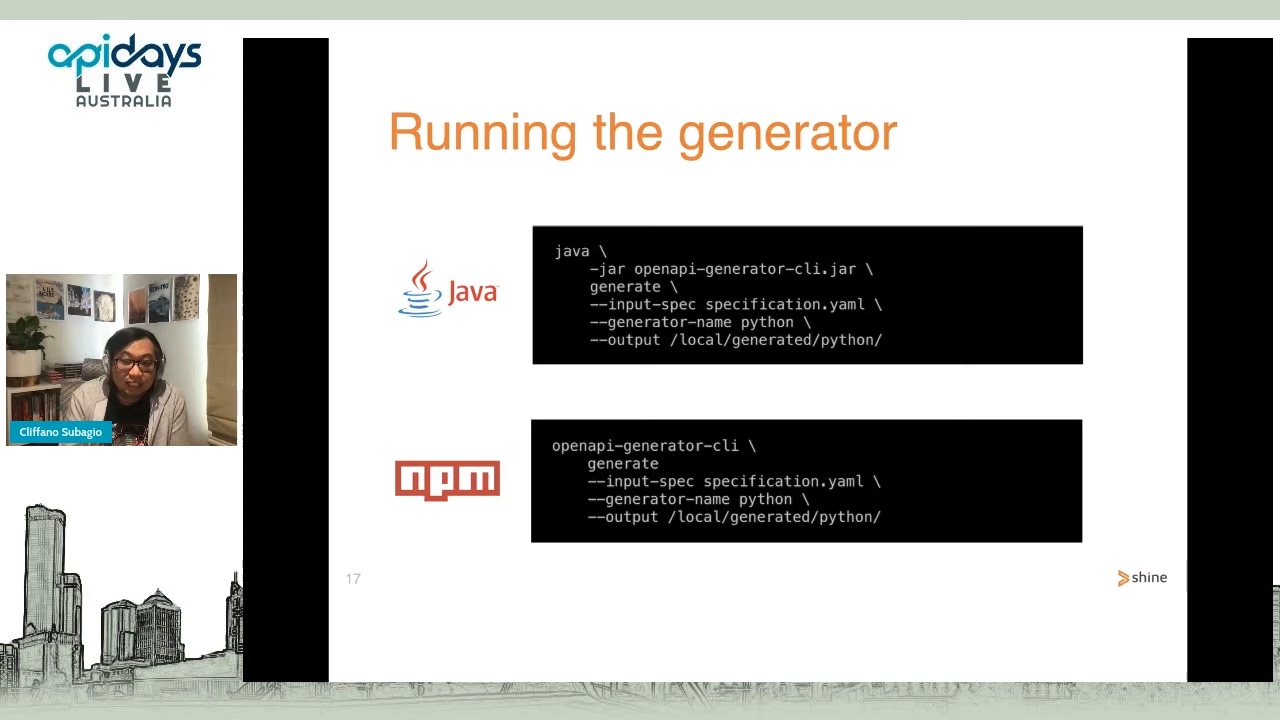 apidays
LIVE
AUSTRALIA
Running the generator
Java
java \
-jar openapi-generator-cli.jar \
generate \
--input-spec specification.yaml \
--generator-name python \
--output /local/generated/python/
npm
openapi-generator-cli \
generate
--input-spec specification.yaml \
--generator-name python \
--output /local/generated/python/
Cliffano Subagio
17
shine